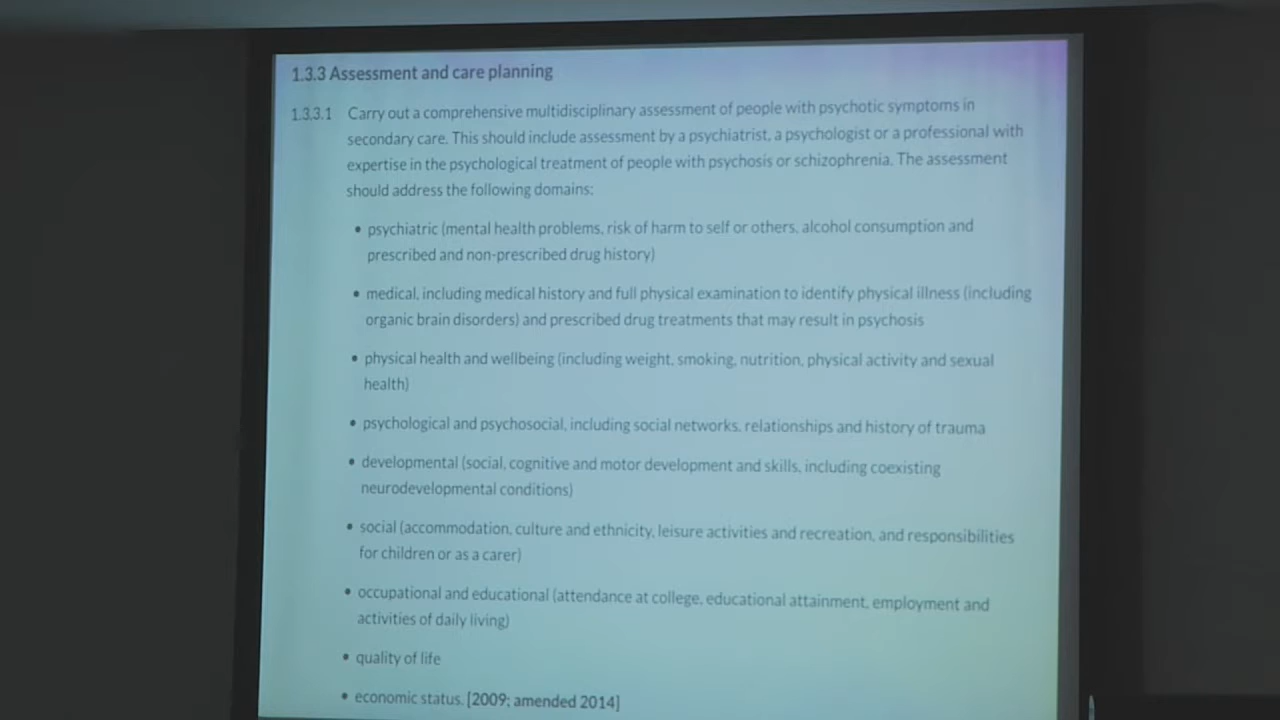 1.3.3 Assessment and care planning
1.3.3.1 Carry out a comprehensive multidisciplinary assessment of people with psychotic symptoms in
secondary care. This should include assessment by a psychiatrist, a psychologist or a professional with
expertise in the psychological treatment of people with psychosis or schizophrenia. The assessment
should address the following domains:
• psychiatric (mental health problems, risk of harm to self or others, alcohol consumption and
prescribed and non-prescribed drug history)
• medical, including medical history and full physical examination to identify physical illness (including
organic brain disorders) and prescribed drug treatments that may result in psychosis
• physical health and wellbeing (including weight, smoking, nutrition, physical activity and sexual
health)
• psychological and psychosocial, including social networks, relationships and history of trauma
• developmental (social, cognitive and motor development and skills, including coexisting
neurodevelopmental conditions)
• social (accommodation, culture and ethnicity, leisure activities and recreation, and responsibilities
for children or as a carer)
• occupational and educational (attendance at college, educational attainment, employment and
activities of daily living)
• quality of life
• economic status. [2009; amended 2014]